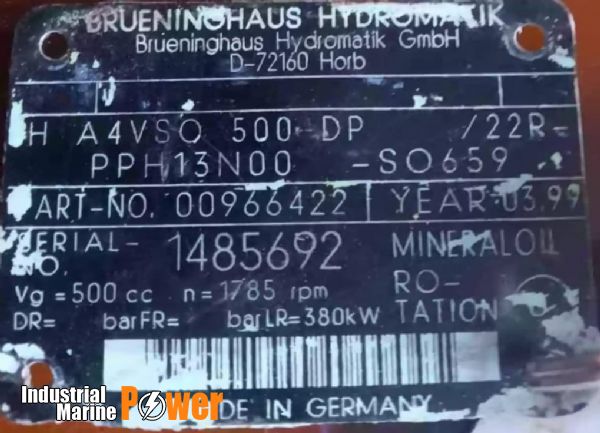 BRUENINGHAUS HYDROMATIK
Brueninghaus Hydromatik GmbH
D-72160 Horb
H A4VSO 500 DP /22R-
PPH13N00 -SO659
ART-NO. 00966422 YEAR 03.99
SERIAL-NO. 1485692 MINERALOIL
Vg = 500 cc n = 1785 rpm RO-TATION
DR= bar FR= bar LR= 380kW
DE IN GERMANY
Industrial Marine Power